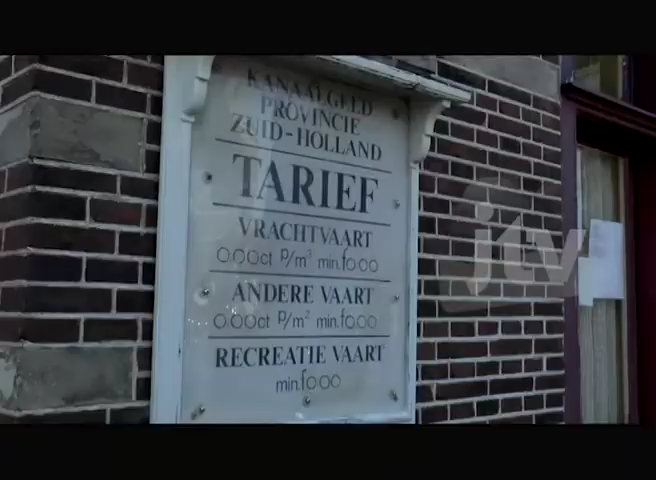 KANAALGELD
PROVINCIE
ZUID-HOLLAND
TARIEF
VRACHTVAART
0.00ct p/m³ min.f0.00
ANDERE VAART
0.00ct p/m² min.f0.00
RECREATIE VAART
min.f0.00
jtv